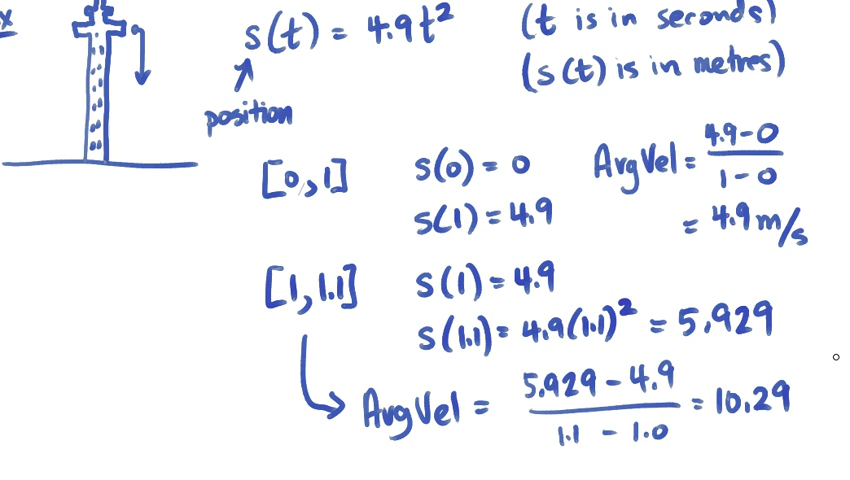 x
s(t) = 4.9t²
(t is in seconds)
(s(t) is in metres)
position
[0,1]
s(0) = 0
AvgVel = 4.9-0 / 1-0
s(1) = 4.9
= 4.9 m/s
[1,1.1]
s(1) = 4.9
s(1.1) = 4.9(1.1)² = 5.929
AvgVel = 5.929-4.9 / 1.1 - 1.0 = 10.29